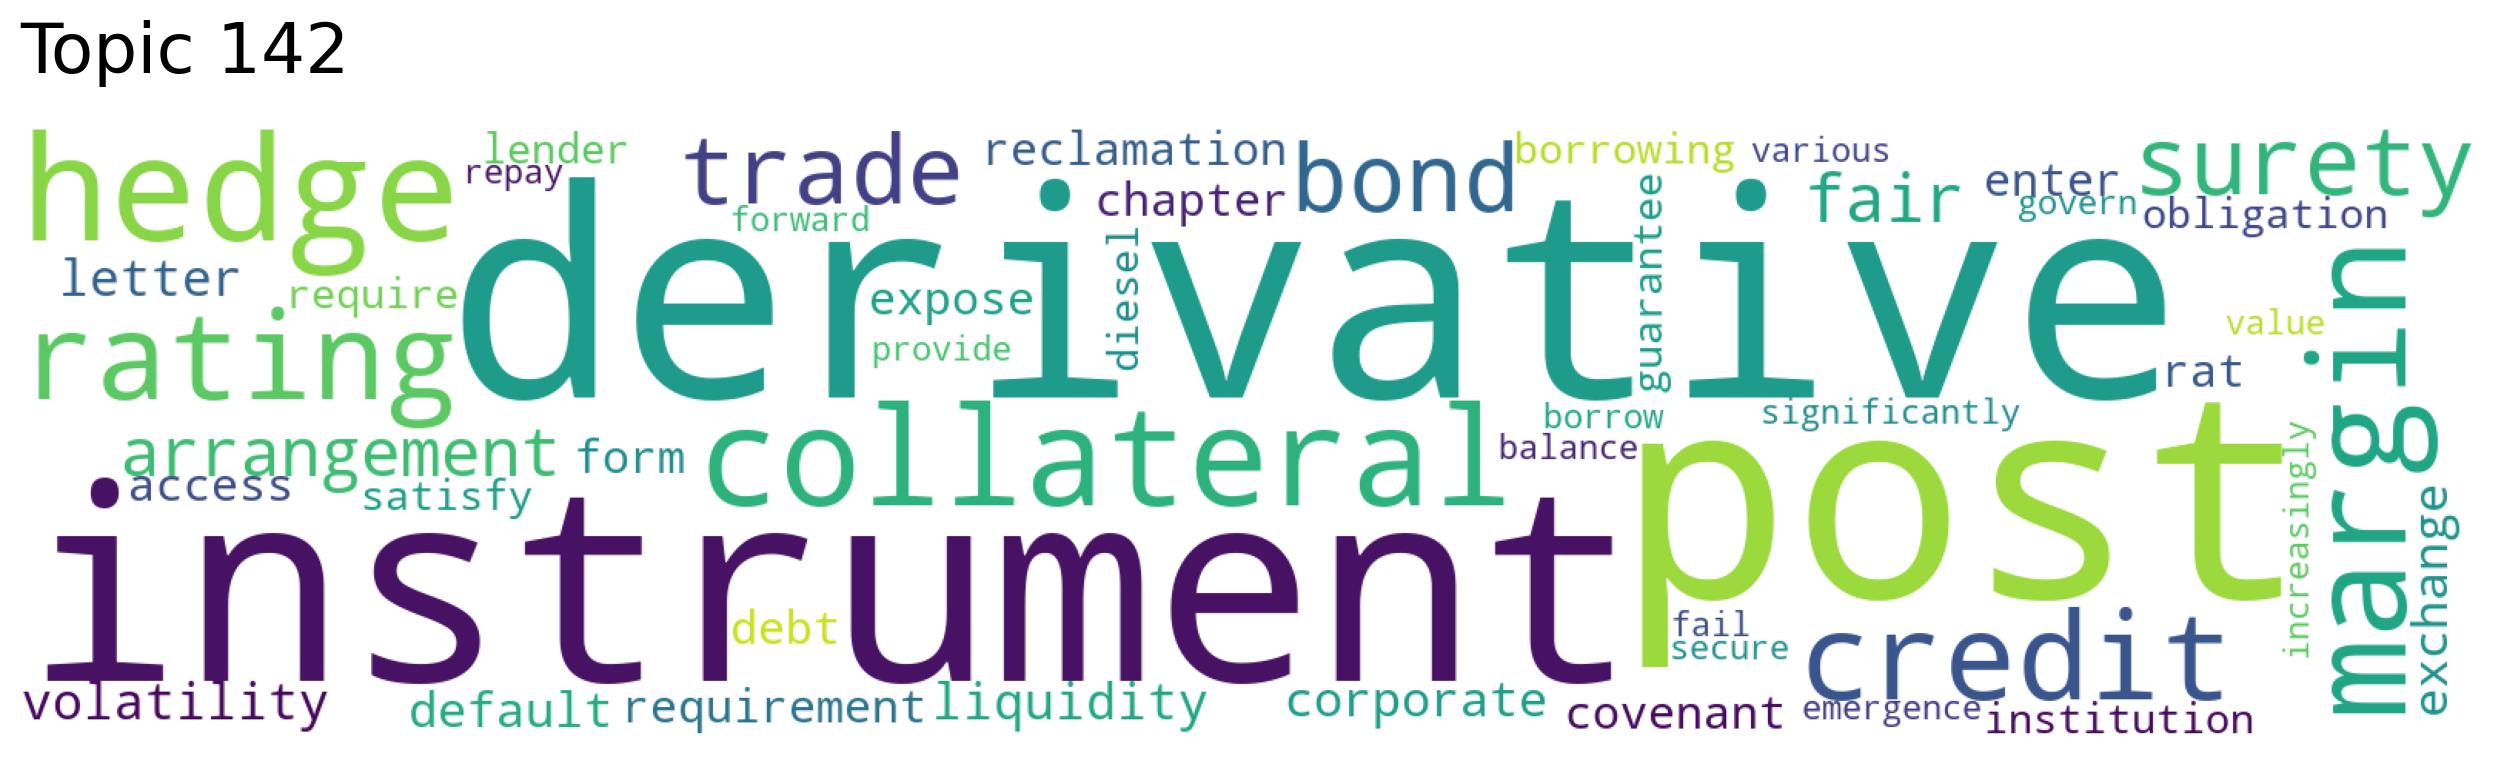 Topic 142
hedge
lender
repay
trade
forward
reclamation
chapter
bond
borrowing
various
fair
enter
govern
surety
obligation
letter
require
derivative
expose
provide
diesel
guarantee
value
rat
rating
margin
arrangement
access
satisfy
form
collateral
borrow
balance
significantly
post
increasingly
exchange
instrument
debt
fail
secure
credit
volatility
default
requirement
liquidity
corporate
covenant
emergence
institution